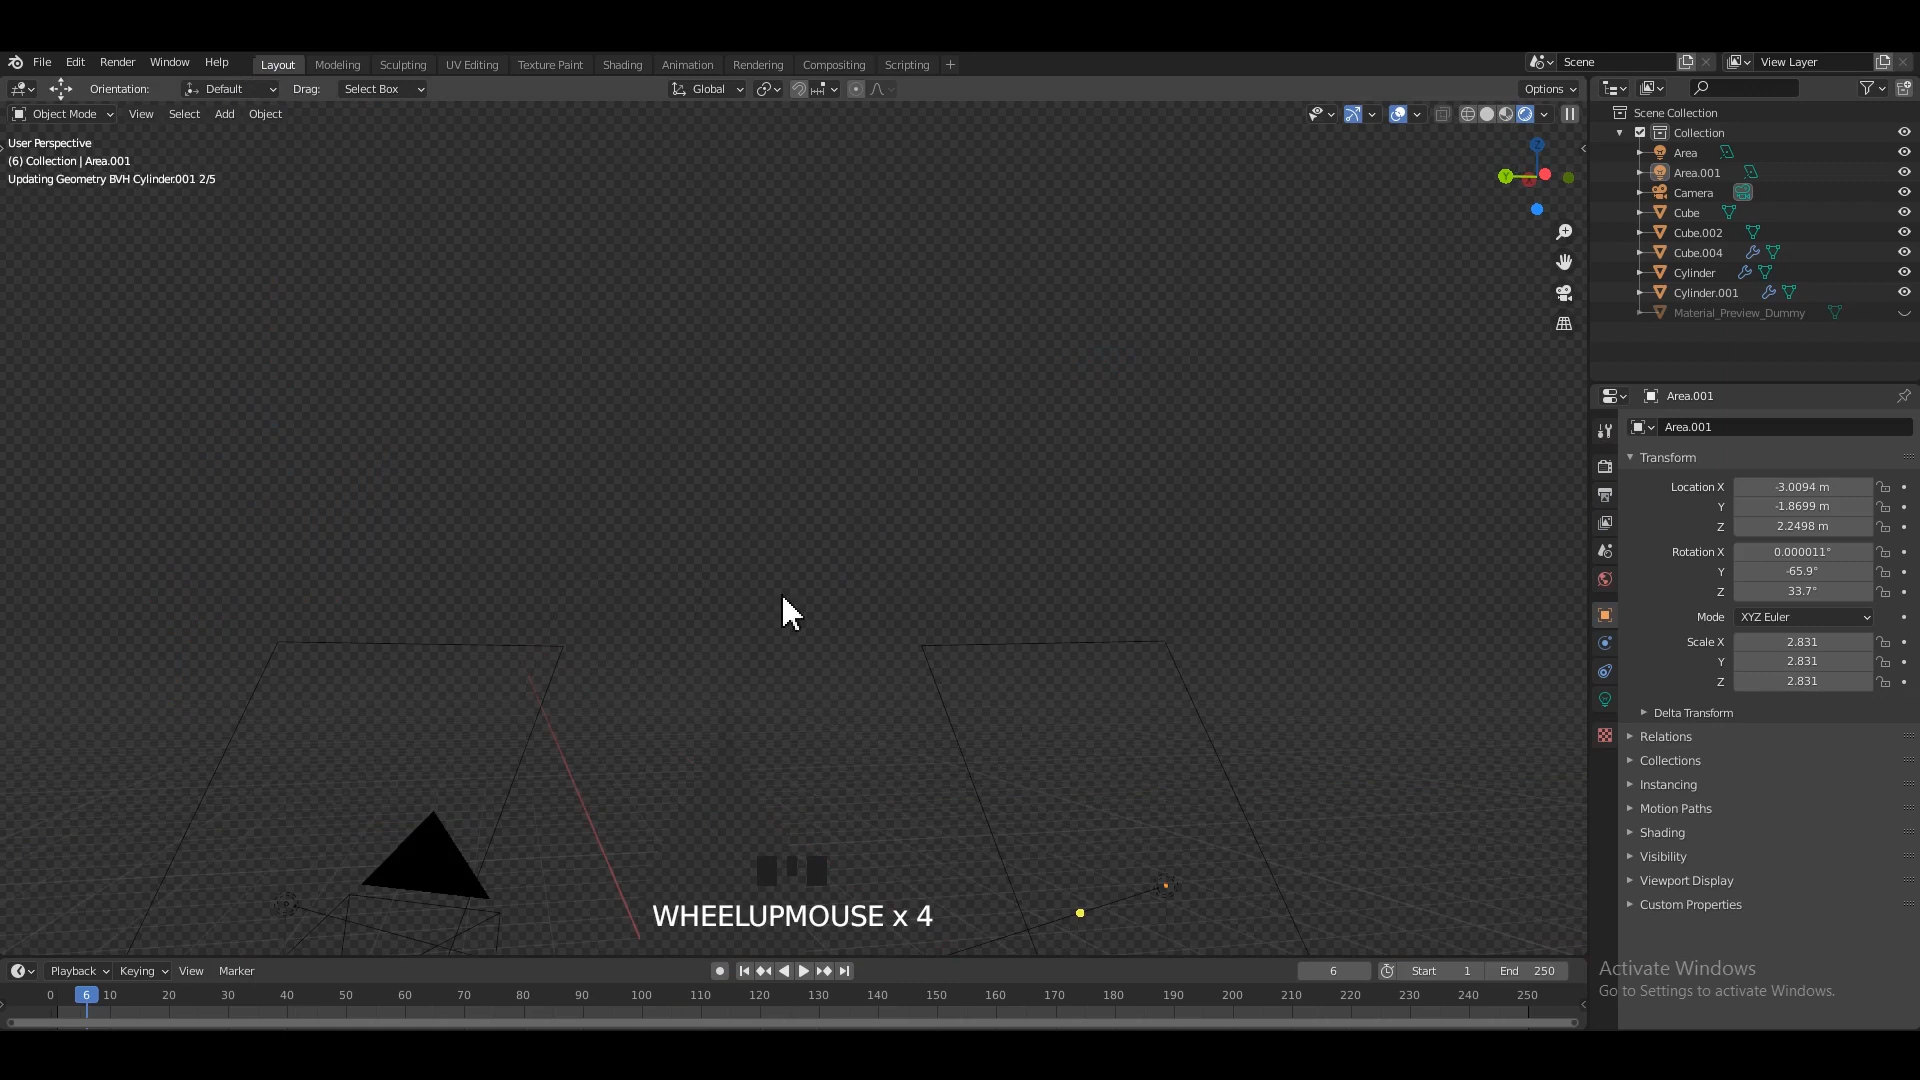 File Edit Render Window Help Layout Modeling Sculpting UV Editing Texture Paint Shading Animation Rendering Compositing Scripting + Scene View Layer
Orientation: Default Drag: Select Box Global Options
Object Mode View Select Add Object
User Perspective
(6) Collection | Area.001
Updating Geometry BVH Cylinder.001 2/5
Z
Y
Scene Collection
Collection
Area
Area.001
Camera
Cube
Cube.002
Cube.004
Cylinder
Cylinder.001
Material_Preview_Dummy
Area.001
Area.001
Transform
Location X -3.0094 m
Y -1.8699 m
Z 2.2498 m
Rotation X 0.000011°
Y -65.9°
Z 33.7°
Mode XYZ Euler
Scale X 2.831
Y 2.831
Z 2.831
Delta Transform
Relations
Collections
Instancing
Motion Paths
Shading
Visibility
Viewport Display
Custom Properties
WHEELUPMOUSE x 4
Activate Windows
Go to Settings to activate Windows.
Playback Keying View Marker 6 Start 1 End 250
0 6 10 20 30 40 50 60 70 80 90 100 110 120 130 140 150 160 170 180 190 200 210 220 230 240 250